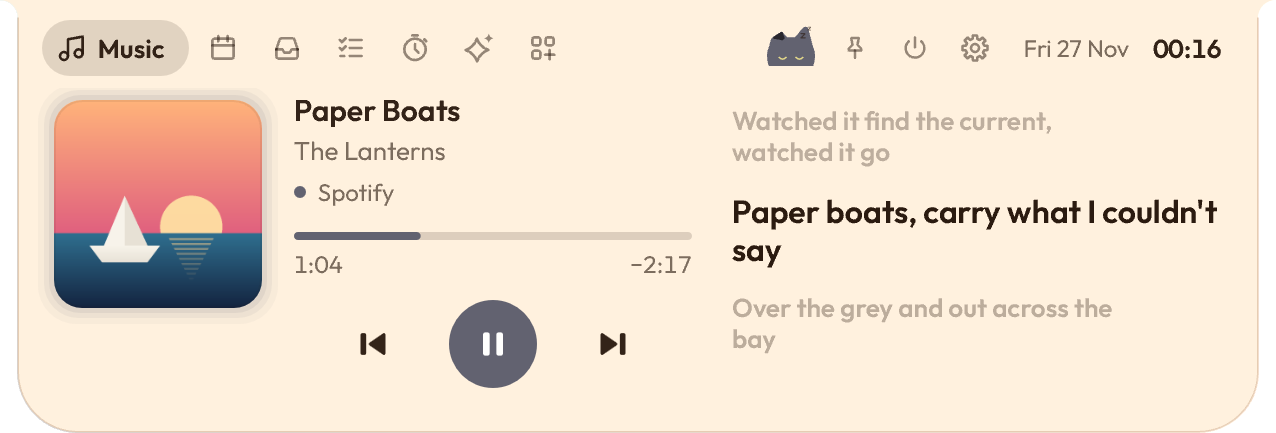 Music
Fri 27 Nov 00:16
Paper Boats
The Lanterns
Spotify
1:04 −2:17
Watched it find the current,
watched it go
Paper boats, carry what I couldn't
say
Over the grey and out across the
bay